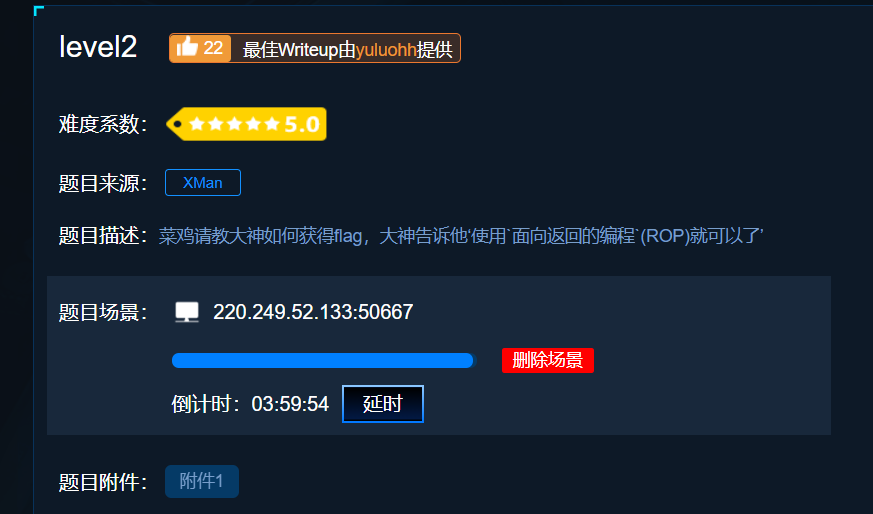 level2 22 最佳Writeup由yuluohh提供
难度系数： 5.0
题目来源： XMan
题目描述：菜鸡请教大神如何获得flag，大神告诉他‘使用`面向返回的编程`(ROP)就可以了’
题目场景： 220.249.52.133:50667
删除场景
倒计时：03:59:54 延时
题目附件： 附件1